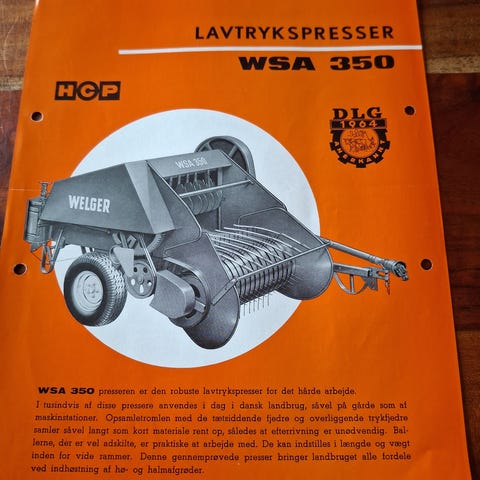 LAVTRYKSPRESSER
WSA 350
HCP
DLG
1964
ANERKANNT
WSA 350
WELGER
WSA 350 presseren er den robuste lavtrykspresser for det hårde arbejde.
I tusindvis af disse pressere anvendes i dag i dansk landbrug, såvel på gårde som af
maskinstationer. Opsamletromlen med de tætsiddende fjedre og overliggende trykfjedre
samler såvel langt som kort materiale rent op, således at efterrivning er unødvendig. Bal-
lerne, der er vel adskilte, er praktiske at arbejde med. De kan indstilles i længde og vægt
inden for vide rammer. Denne gennemprøvede presser bringer landbruget alle fordele
ved indhøstning af hø- og halmafgrøder.